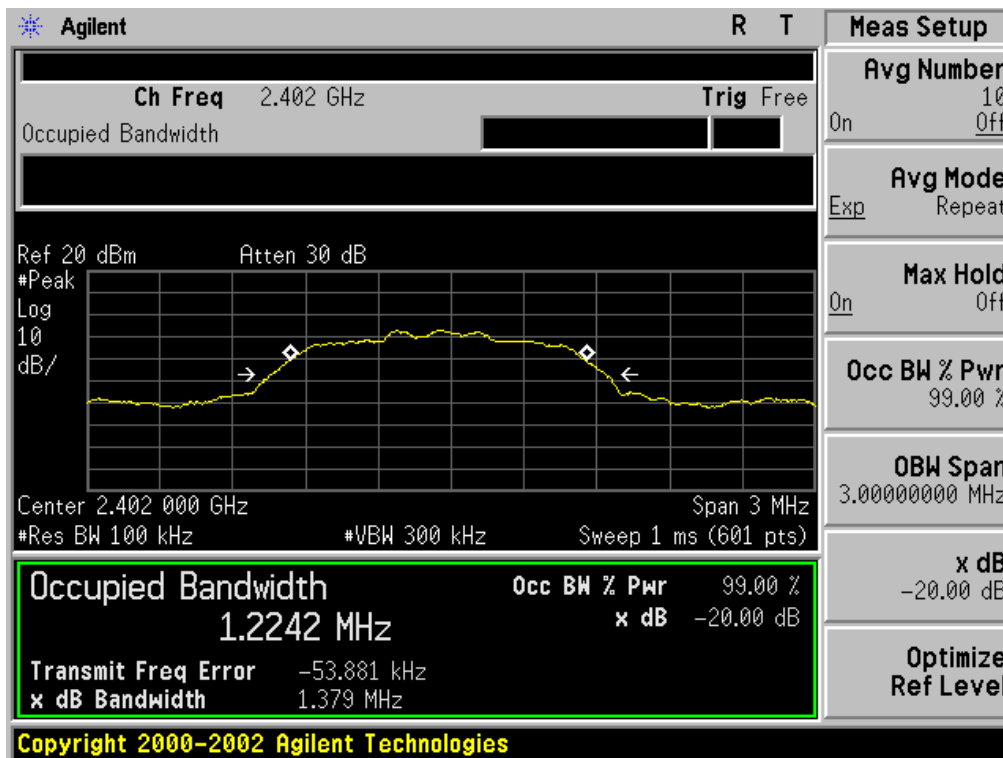 Agilent R T
Ch Freq 2.402 GHz Trig Free
Occupied Bandwidth
Ref 20 dBm Atten 30 dB
#Peak
Log
10
dB/
Center 2.402 000 GHz Span 3 MHz
#Res BW 100 kHz #VBW 300 kHz Sweep 1 ms (601 pts)
Occupied Bandwidth
1.2242 MHz
Occ BW % Pwr 99.00 %
x dB -20.00 dB
Transmit Freq Error -53.881 kHz
x dB Bandwidth 1.379 MHz
Copyright 2000-2002 Agilent Technologies
Meas Setup
Avg Number
10
On Off
Avg Mode
Exp Repeat
Max Hold
On Off
Occ BW % Pwr
99.00 %
OBW Span
3.00000000 MHz
x dB
-20.00 dB
Optimize
Ref Level